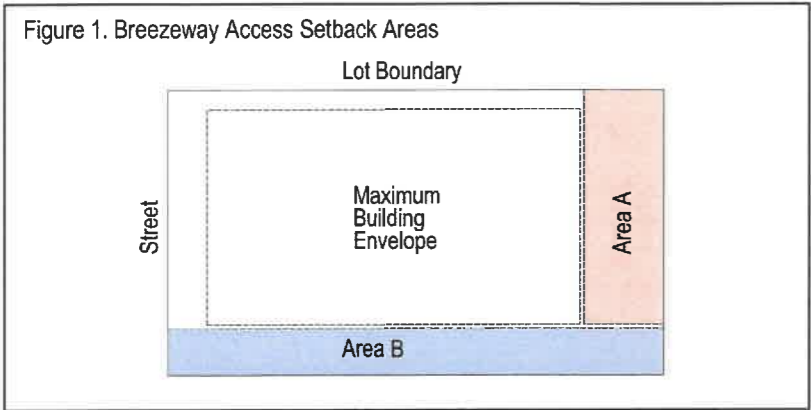 Figure 1. Breezeway Access Setback Areas
Lot Boundary
Street
Maximum
Building
Envelope
Area A
Area B